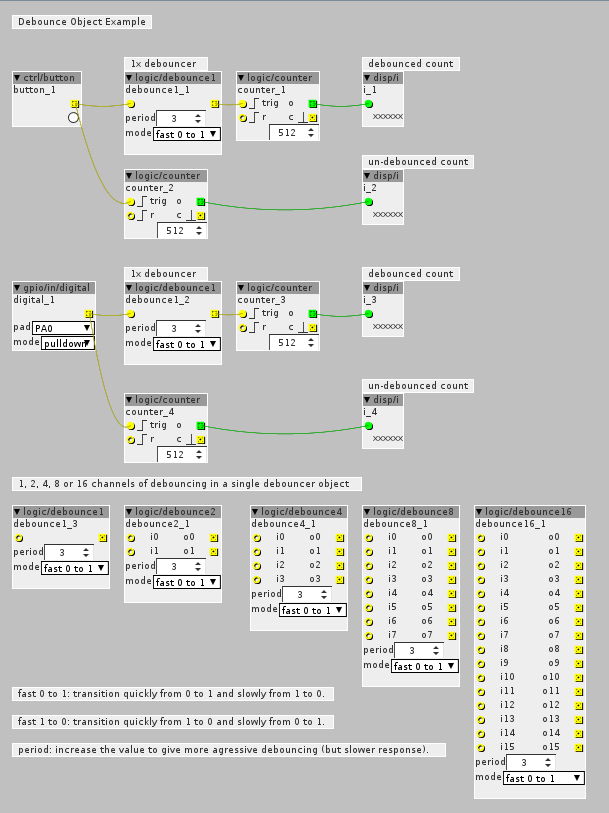 Debounce Object Example
1x debouncer
debounced count
ctrl/button
button_1
logic/debounce1
debounce1_1
period 3
mode fast 0 to 1
logic/counter
counter_1
trig o
r c
512
disp/i
i_1
xxxxxx
un-debounced count
logic/counter
counter_2
trig o
r c
512
disp/i
i_2
xxxxxx
1x debouncer
debounced count
gpio/in/digital
digital_1
pad PA0
mode pulldown
logic/debounce1
debounce1_2
period 3
mode fast 0 to 1
logic/counter
counter_3
trig o
r c
512
disp/i
i_3
xxxxxx
un-debounced count
logic/counter
counter_4
trig o
r c
512
disp/i
i_4
xxxxxx
1, 2, 4, 8 or 16 channels of debouncing in a single debouncer object
logic/debounce1
debounce1_3
period 3
mode fast 0 to 1
logic/debounce2
debounce2_1
i0 o0
i1 o1
period 3
mode fast 0 to 1
logic/debounce4
debounce4_1
i0 o0
i1 o1
i2 o2
i3 o3
period 3
mode fast 0 to 1
logic/debounce8
debounce8_1
i0 o0
i1 o1
i2 o2
i3 o3
i4 o4
i5 o5
i6 o6
i7 o7
period 3
mode fast 0 to 1
logic/debounce16
debounce16_1
i0 o0
i1 o1
i2 o2
i3 o3
i4 o4
i5 o5
i6 o6
i7 o7
i8 o8
i9 o9
i10 o10
i11 o11
i12 o12
i13 o13
i14 o14
i15 o15
period 3
mode fast 0 to 1
fast 0 to 1: transition quickly from 0 to 1 and slowly from 1 to 0.
fast 1 to 0: transition quickly from 1 to 0 and slowly from 0 to 1.
period: increase the value to give more agressive debouncing (but slower response).